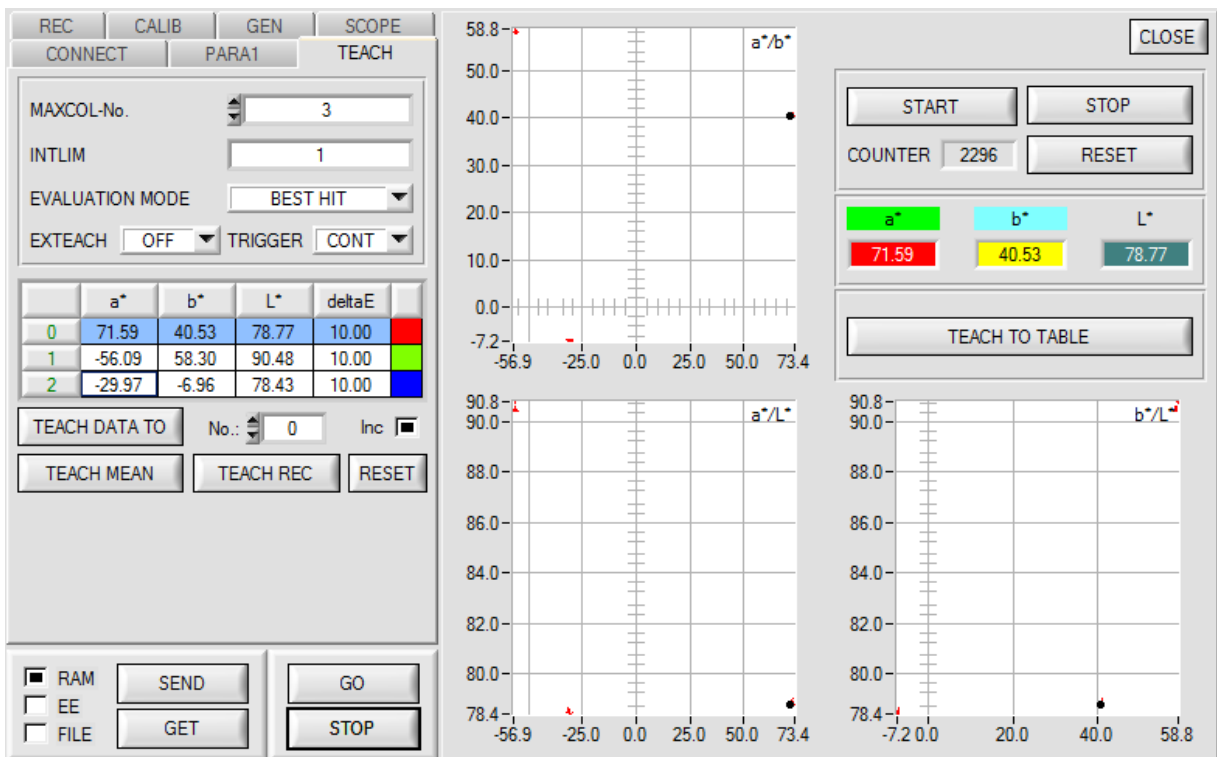 REC CALIB GEN SCOPE
CONNECT PARA1 TEACH
MAXCOL-No. 3
INTLIM 1
EVALUATION MODE BEST HIT
EXTEACH OFF TRIGGER CONT
a* b* L* deltaE
0 71.59 40.53 78.77 10.00
1 -56.09 58.30 90.48 10.00
2 -29.97 -6.96 78.43 10.00
TEACH DATA TO No.: 0 Inc
TEACH MEAN TEACH REC RESET
RAM
EE
FILE
SEND
GET
GO
STOP
a*/b*
58.8
50.0
40.0
30.0
20.0
10.0
0.0
-7.2
-56.9 -25.0 0.0 25.0 50.0 73.4
CLOSE
START STOP
COUNTER 2296 RESET
a* b* L*
71.59 40.53 78.77
TEACH TO TABLE
a*/L*
90.8
90.0
88.0
86.0
84.0
82.0
80.0
78.4
-56.9 -25.0 0.0 25.0 50.0 73.4
b*/L*
90.8
90.0
88.0
86.0
84.0
82.0
80.0
78.4
-7.2 0.0 20.0 40.0 58.8